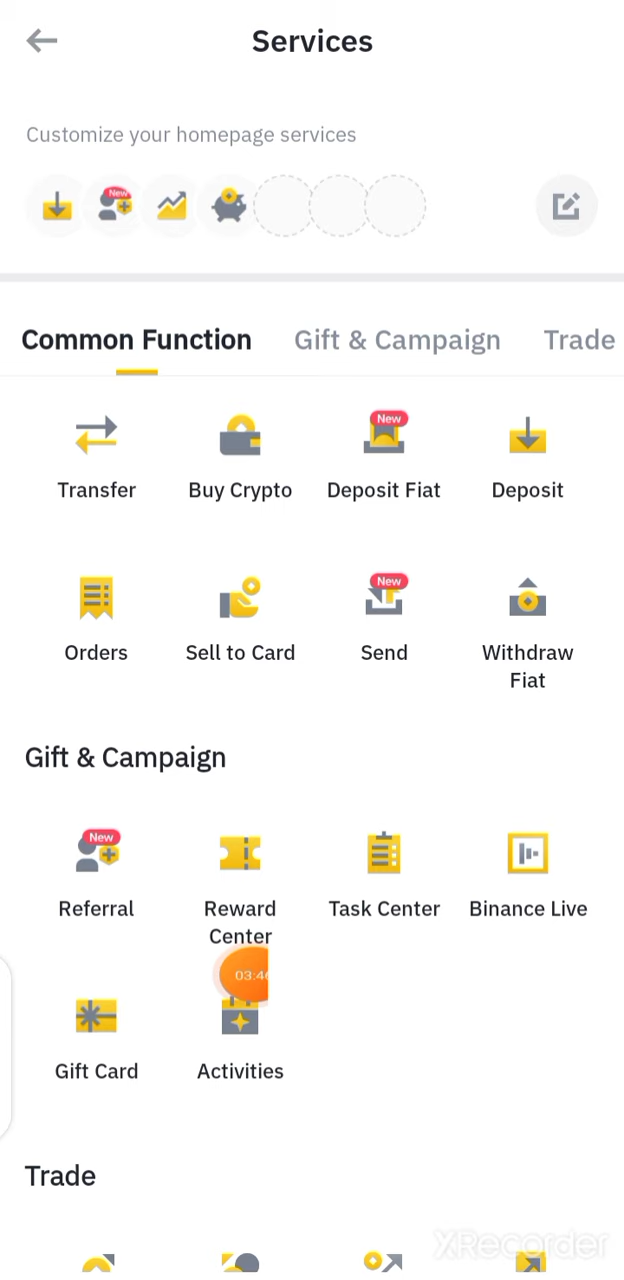 Services
Customize your homepage services
New
Common Function Gift & Campaign Trade
New
Transfer Buy Crypto Deposit Fiat Deposit
New
Orders Sell to Card Send Withdraw
Fiat
Gift & Campaign
New
Referral Reward Task Center Binance Live
Center
03:4
Gift Card Activities
Trade
XRecorder